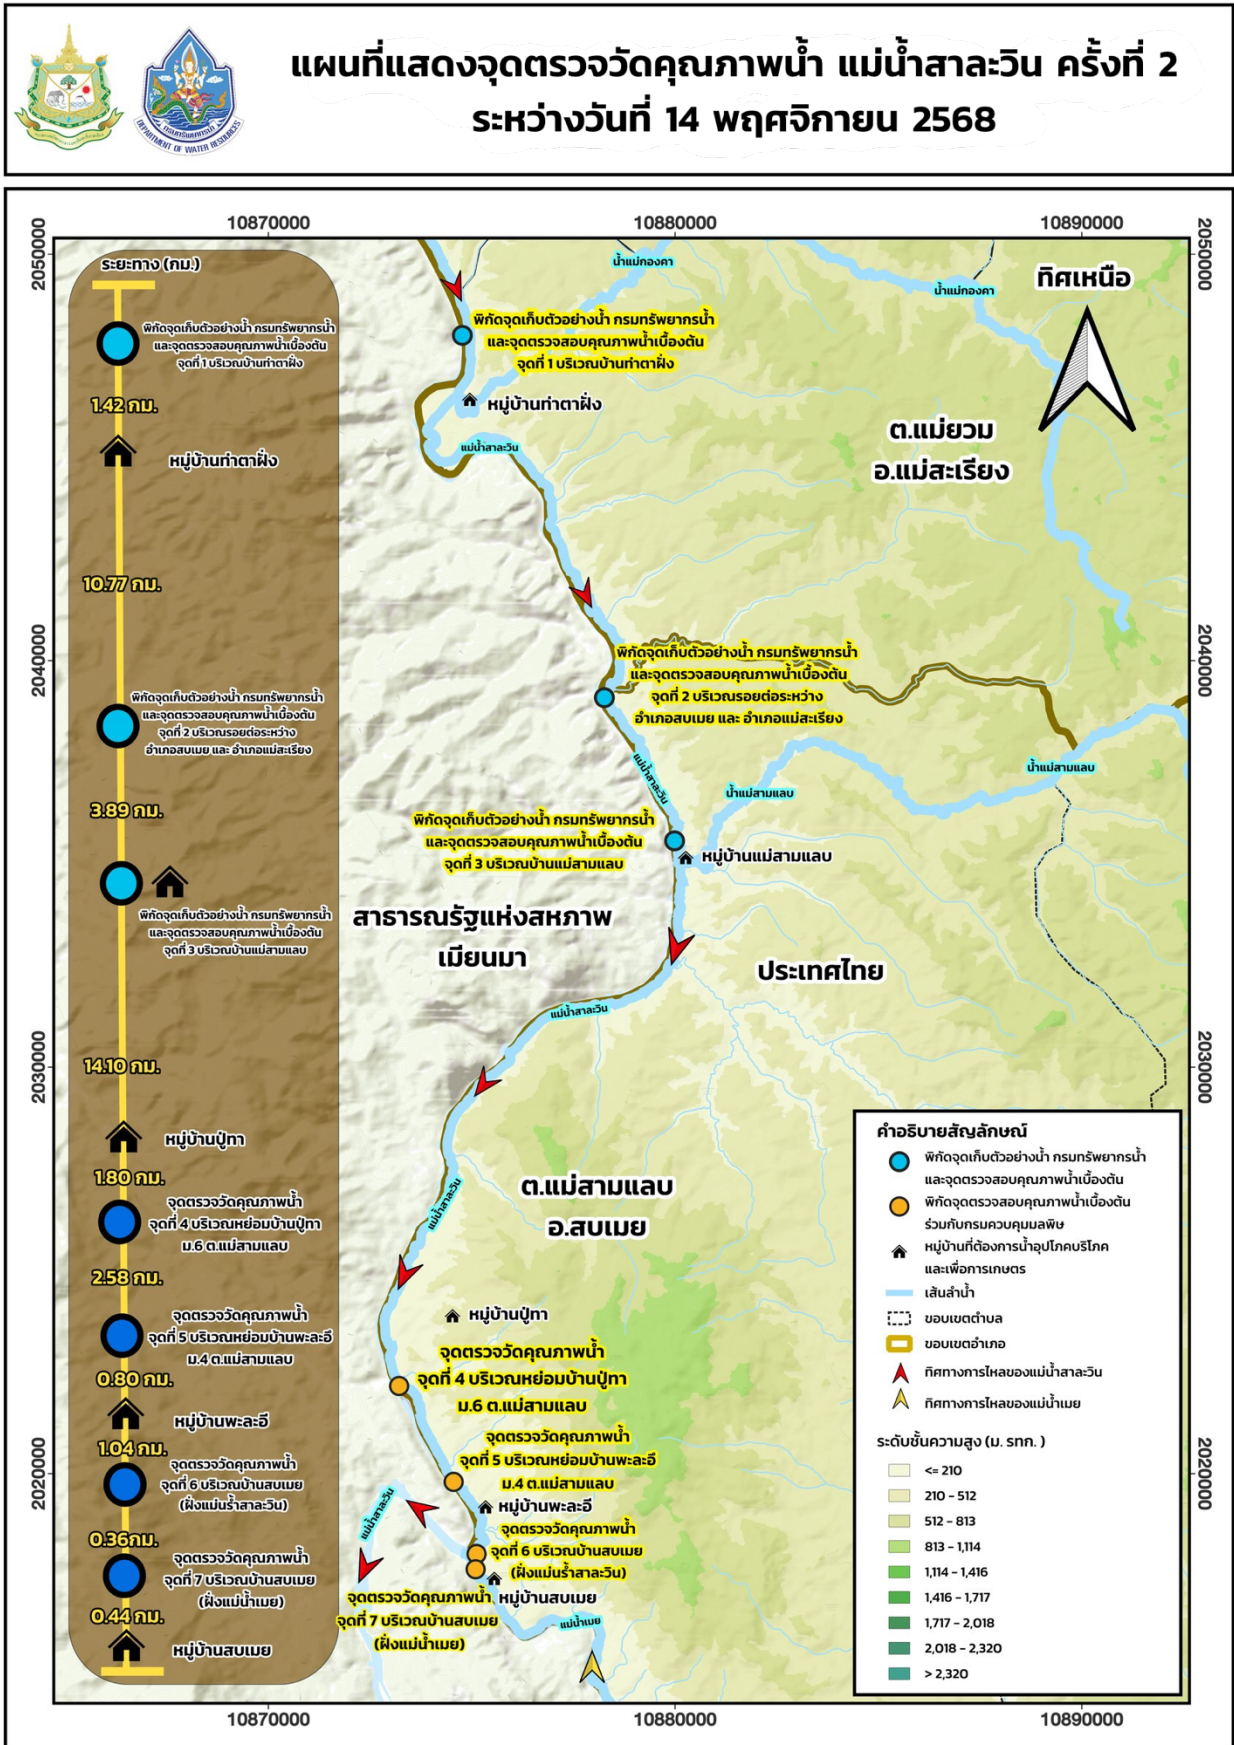 แผนที่แสดงจุดตรวจวัดคุณภาพน้ำ แม่น้ำสาละวิน ครั้งที่ 2
ระหว่างวันที่ 14 พฤศจิกายน 2568
กรมทรัพยากรน้ำ
DEPARTMENT OF WATER RESOURCES
10870000
10880000
10890000
2050000
2050000
2040000
2040000
2030000
2030000
2020000
2020000
10870000
10880000
10890000
ระยะทาง (กม.)
พิกัดจุดเก็บตัวอย่างน้ำ กรมทรัพยากรน้ำ
และจุดตรวจสอบคุณภาพน้ำเบื้องต้น
จุดที่ 1 บริเวณบ้านท่าตาฝั่ง
1.42 กม.
หมู่บ้านท่าตาฝั่ง
10.77 กม.
พิกัดจุดเก็บตัวอย่างน้ำ กรมทรัพยากรน้ำ
และจุดตรวจสอบคุณภาพน้ำเบื้องต้น
จุดที่ 2 บริเวณรอยต่อระหว่าง
อำเภอสบเมย และ อำเภอแม่สะเรียง
3.89 กม.
พิกัดจุดเก็บตัวอย่างน้ำ กรมทรัพยากรน้ำ
และจุดตรวจสอบคุณภาพน้ำเบื้องต้น
จุดที่ 3 บริเวณบ้านแม่สามแลบ
14.10 กม.
หมู่บ้านปู่ทา
1.80 กม.
จุดตรวจวัดคุณภาพน้ำ
จุดที่ 4 บริเวณหย่อมบ้านปู่ทา
ม.6 ต.แม่สามแลบ
2.58 กม.
จุดตรวจวัดคุณภาพน้ำ
จุดที่ 5 บริเวณหย่อมบ้านพะละอี
ม.4 ต.แม่สามแลบ
0.80 กม.
หมู่บ้านพะละอี
1.04 กม.
จุดตรวจวัดคุณภาพน้ำ
จุดที่ 6 บริเวณบ้านสบเมย
(ฝั่งแม่นร้ำสาละวิน)
0.36กม.
จุดตรวจวัดคุณภาพน้ำ
จุดที่ 7 บริเวณบ้านสบเมย
(ฝั่งแม่น้ำเมย)
0.44 กม.
หมู่บ้านสบเมย
น้ำแม่กองคา
น้ำแม่กองคา
ทิศเหนือ
พิกัดจุดเก็บตัวอย่างน้ำ กรมทรัพยากรน้ำ
และจุดตรวจสอบคุณภาพน้ำเบื้องต้น
จุดที่ 1 บริเวณบ้านท่าตาฝั่ง
หมู่บ้านท่าตาฝั่ง
แม่น้ำสาละวิน
ต.แม่ยวม
อ.แม่สะเรียง
พิกัดจุดเก็บตัวอย่างน้ำ กรมทรัพยากรน้ำ
และจุดตรวจสอบคุณภาพน้ำเบื้องต้น
จุดที่ 2 บริเวณรอยต่อระหว่าง
อำเภอสบเมย และ อำเภอแม่สะเรียง
แม่น้ำสาละวิน
น้ำแม่สามแลบ
น้ำแม่สามแลบ
พิกัดจุดเก็บตัวอย่างน้ำ กรมทรัพยากรน้ำ
และจุดตรวจสอบคุณภาพน้ำเบื้องต้น
จุดที่ 3 บริเวณบ้านแม่สามแลบ
หมู่บ้านแม่สามแลบ
สาธารณรัฐแห่งสหภาพ
เมียนมา
ประเทศไทย
แม่น้ำสาละวิน
แม่น้ำสาละวิน
ต.แม่สามแลบ
อ.สบเมย
หมู่บ้านปู่ทา
จุดตรวจวัดคุณภาพน้ำ
จุดที่ 4 บริเวณหย่อมบ้านปู่ทา
ม.6 ต.แม่สามแลบ
จุดตรวจวัดคุณภาพน้ำ
จุดที่ 5 บริเวณหย่อมบ้านพะละอี
ม.4 ต.แม่สามแลบ
หมู่บ้านพะละอี
แม่น้ำสาละวิน
จุดตรวจวัดคุณภาพน้ำ
จุดที่ 6 บริเวณบ้านสบเมย
(ฝั่งแม่นร้ำสาละวิน)
หมู่บ้านสบเมย
จุดตรวจวัดคุณภาพน้ำ
จุดที่ 7 บริเวณบ้านสบเมย
(ฝั่งแม่น้ำเมย)
แม่น้ำเมย
คำอธิบายสัญลักษณ์
พิกัดจุดเก็บตัวอย่างน้ำ กรมทรัพยากรน้ำ
และจุดตรวจสอบคุณภาพน้ำเบื้องต้น
พิกัดจุดตรวจสอบคุณภาพน้ำเบื้องต้น
ร่วมกับกรมควบคุมมลพิษ
หมู่บ้านที่ต้องการน้ำอุปโภคบริโภค
และเพื่อการเกษตร
เส้นลำน้ำ
ขอบเขตตำบล
ขอบเขตอำเภอ
ทิศทางการไหลของแม่น้ำสาละวิน
ทิศทางการไหลของแม่น้ำเมย
ระดับชั้นความสูง (ม. รทก. )
<= 210
210 - 512
512 - 813
813 - 1,114
1,114 - 1,416
1,416 - 1,717
1,717 - 2,018
2,018 - 2,320
> 2,320